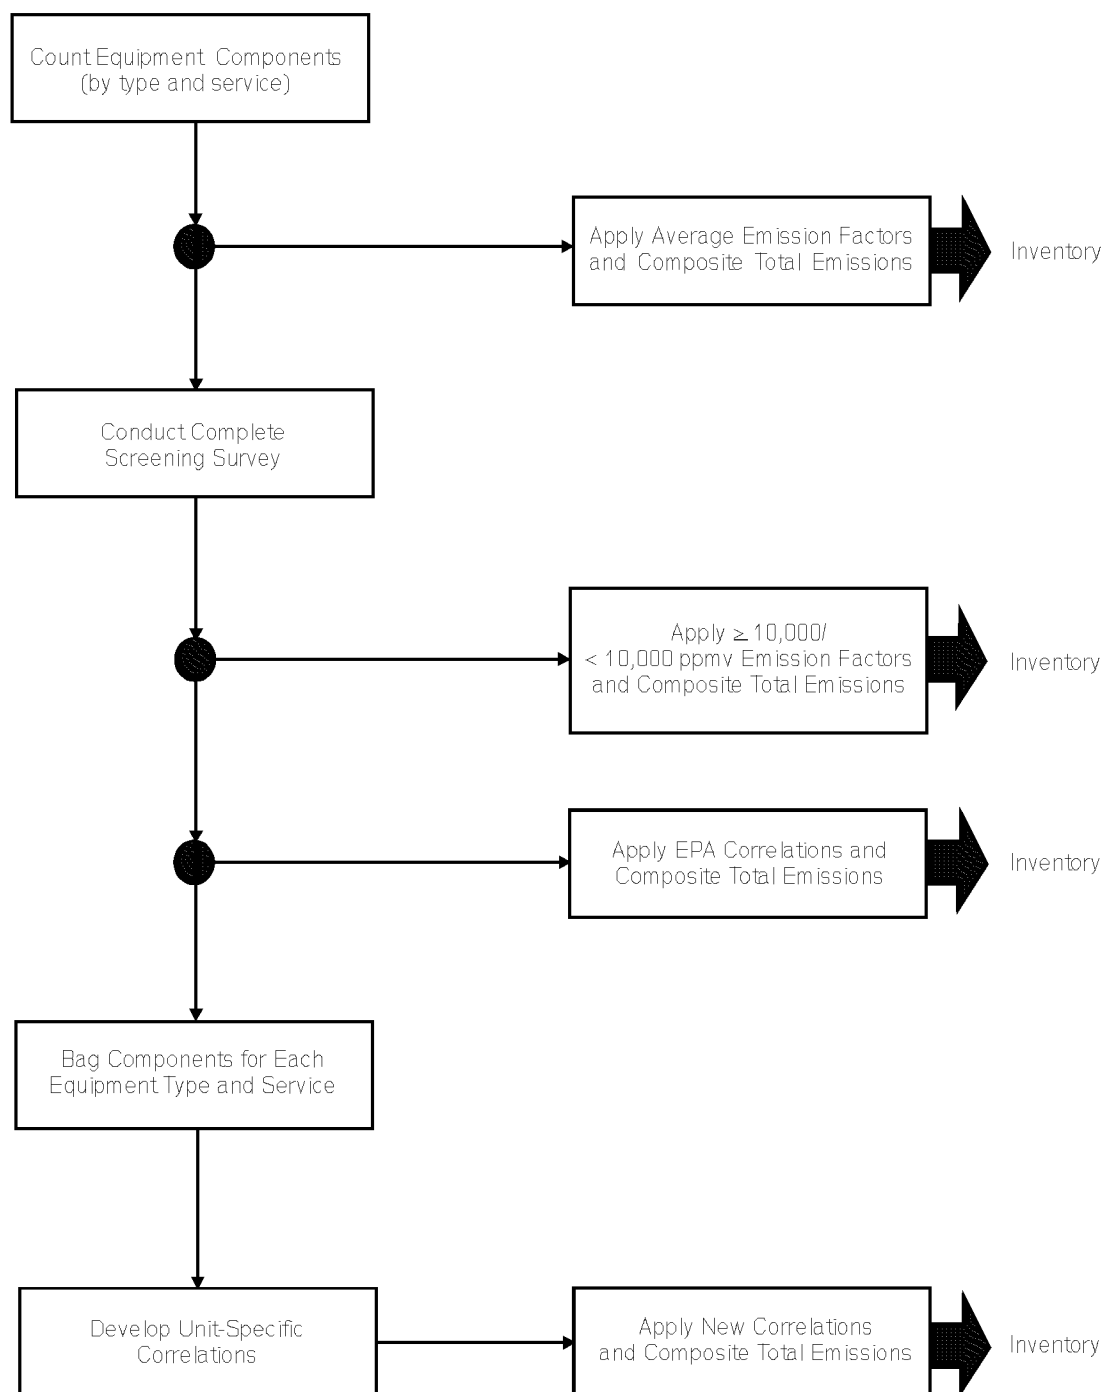 Count Equipment Components
(by type and service)
Apply Average Emission Factors
and Composite Total Emissions
Inventory
Conduct Complete
Screening Survey
Apply ≥ 10,000/
< 10,000 ppmv Emission Factors
and Composite Total Emissions
Inventory
Apply EPA Correlations and
Composite Total Emissions
Inventory
Bag Components for Each
Equipment Type and Service
Develop Unit-Specific
Correlations
Apply New Correlations
and Composite Total Emissions
Inventory